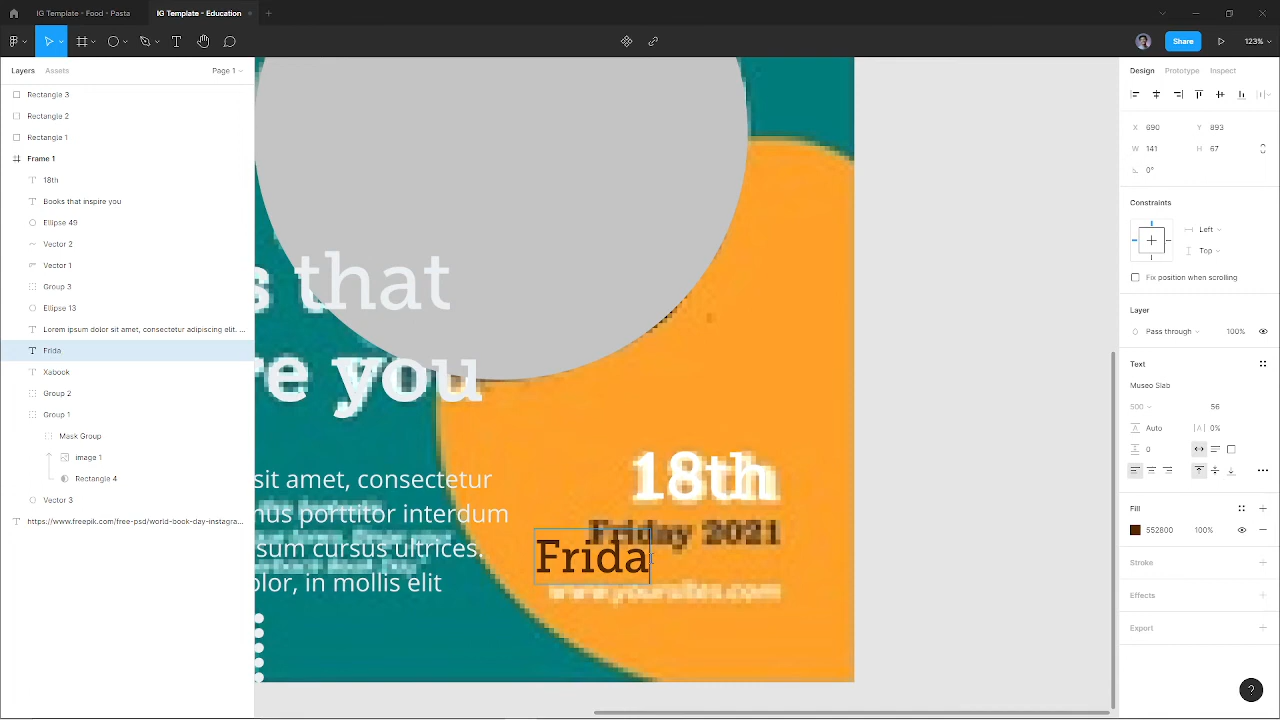 IG Template - Food - Pasta
IG Template - Education
Share
123%
Layers
Assets
Page 1
Rectangle 3
Rectangle 2
Rectangle 1
Frame 1
18th
Books that inspire you
Ellipse 49
Vector 2
Vector 1
Group 3
Ellipse 13
Lorem ipsum dolor sit amet, consectetur adipiscing elit. ...
Frida
Xabook
Group 2
Group 1
Mask Group
image 1
Rectangle 4
Vector 3
https://www.freepik.com/free-psd/world-book-day-instagra...
s that
re you
sit amet, consectetur
nus porttitor interdum
sum cursus ultrices.
olor, in mollis elit
18th
Friday 2021
Frida
www.yoursites.com
Design
Prototype
Inspect
X 690 Y 893
W 141 H 67
0°
Constraints
Left
Top
Fix position when scrolling
Layer
Pass through 100%
Text
Museo Slab
500 56
Auto 0%
0
Fill
552800 100%
Stroke
Effects
Export
?